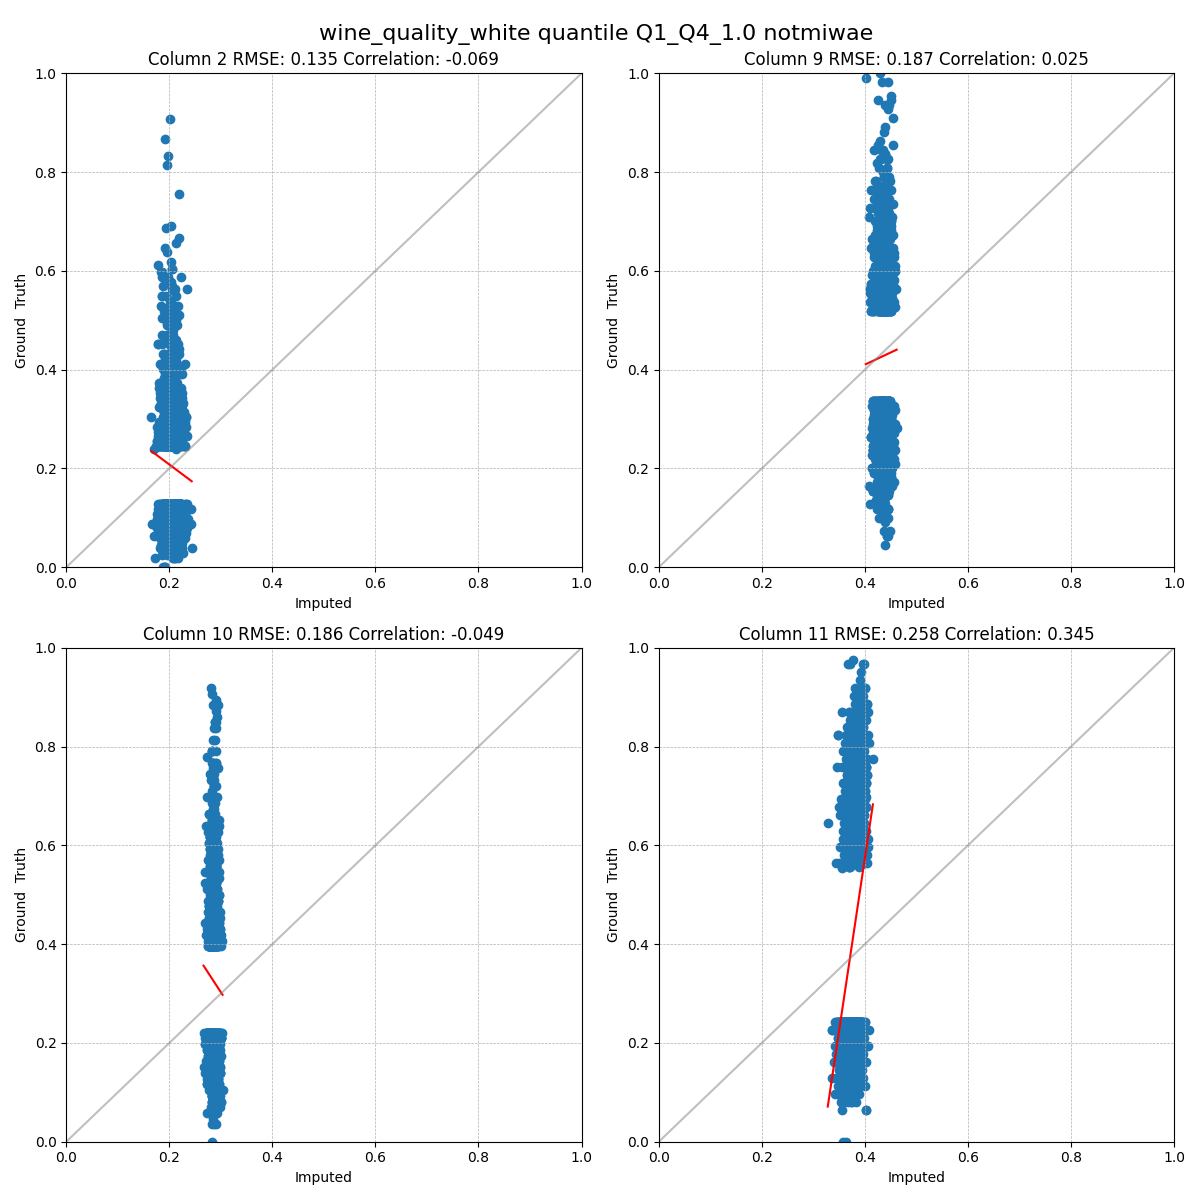 wine_quality_white quantile Q1_Q4_1.0 notmiwae
Column 2 RMSE: 0.135 Correlation: -0.069
1.0
0.8
0.6
0.4
0.2
0.0
Ground  Truth
0.0 0.2 0.4 0.6 0.8 1.0
Imputed
Column 9 RMSE: 0.187 Correlation: 0.025
1.0
0.8
0.6
0.4
0.2
0.0
Ground  Truth
0.0 0.2 0.4 0.6 0.8 1.0
Imputed
Column 10 RMSE: 0.186 Correlation: -0.049
1.0
0.8
0.6
0.4
0.2
0.0
Ground  Truth
0.0 0.2 0.4 0.6 0.8 1.0
Imputed
Column 11 RMSE: 0.258 Correlation: 0.345
1.0
0.8
0.6
0.4
0.2
0.0
Ground  Truth
0.0 0.2 0.4 0.6 0.8 1.0
Imputed